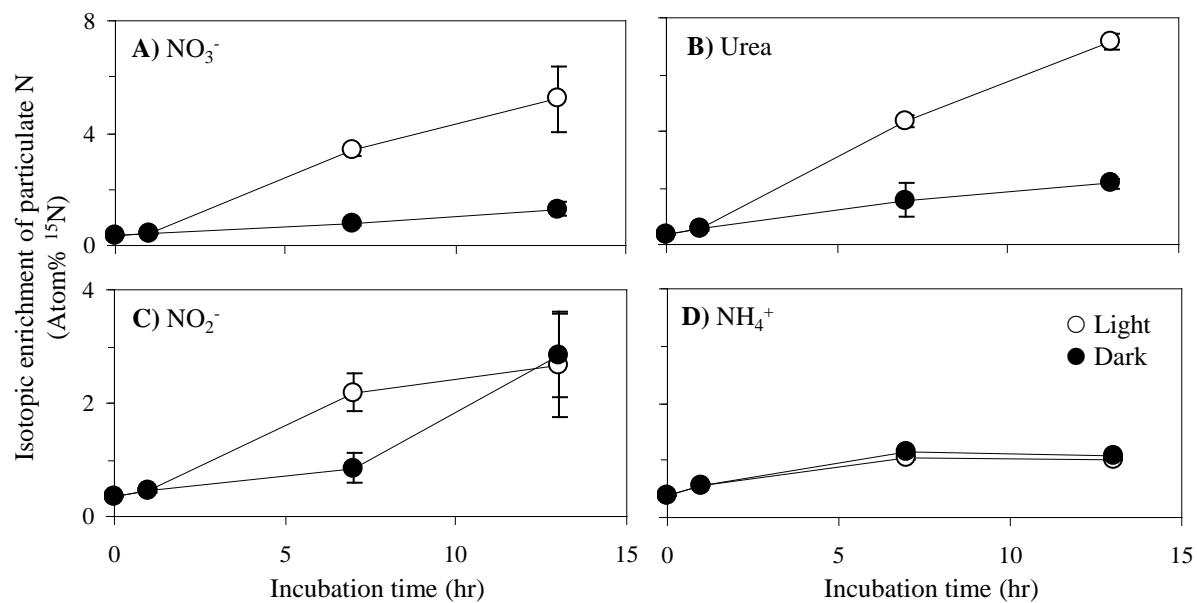 Isotopic enrichment of particulate N
(Atom% ¹⁵N)
8
4
0
A) NO₃⁻
B) Urea
4
2
0
C) NO₂⁻
D) NH₄⁺
Light
Dark
0 5 10 15
0 5 10 15
Incubation time (hr)
Incubation time (hr)